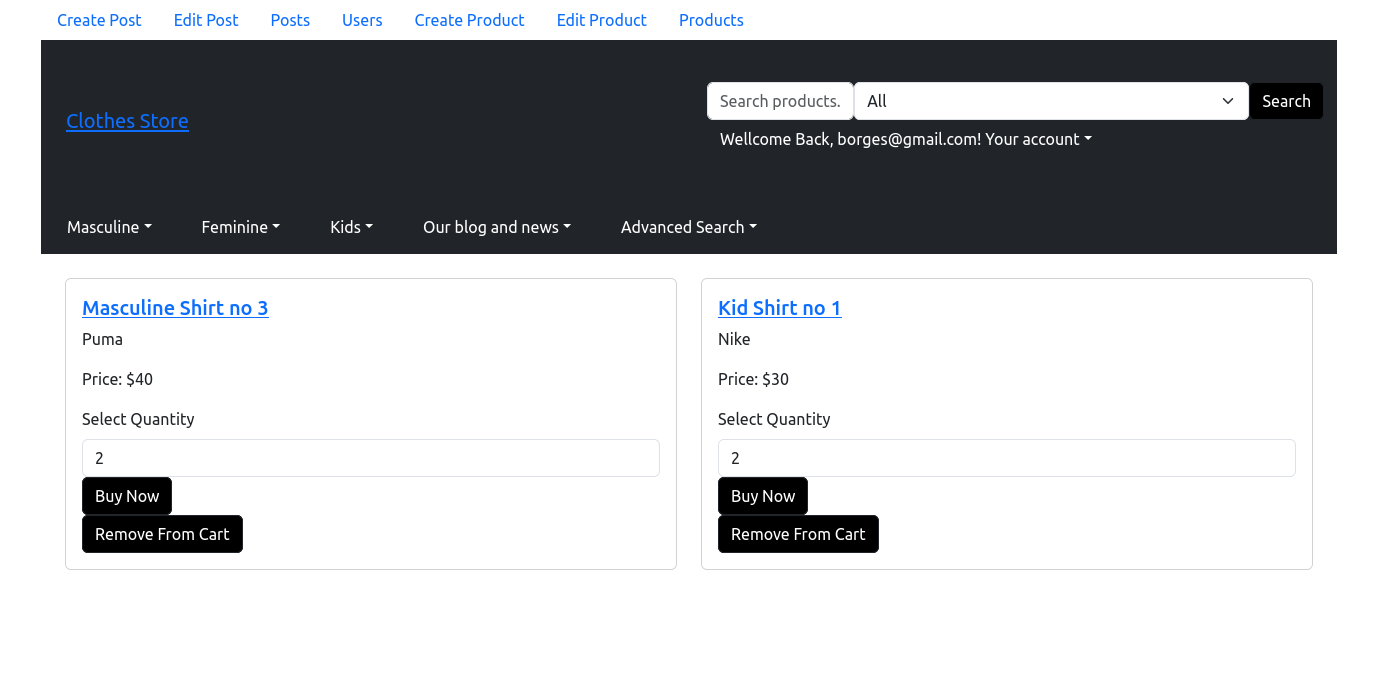 Create Post Edit Post Posts Users Create Product Edit Product Products
Search products. All Search
Clothes Store
Wellcome Back, borges@gmail.com! Your account
Masculine Feminine Kids Our blog and news Advanced Search
Masculine Shirt no 3
Puma
Price: $40
Select Quantity
2
Buy Now
Remove From Cart
Kid Shirt no 1
Nike
Price: $30
Select Quantity
2
Buy Now
Remove From Cart